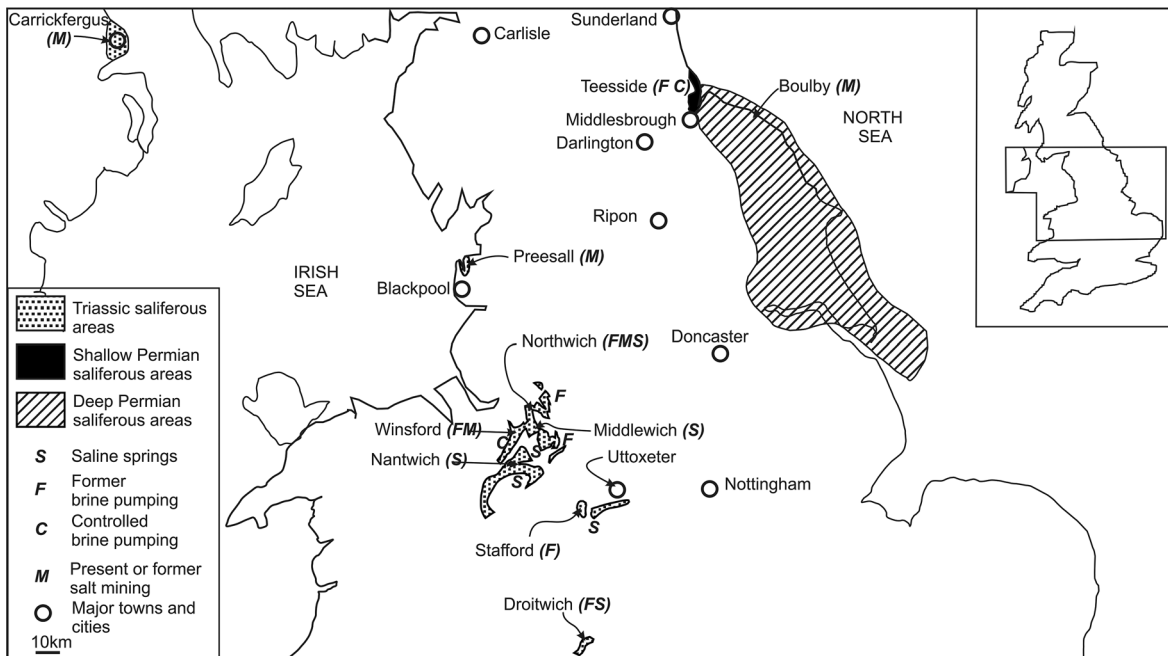 Carrickfergus
(M)
Carlisle
Sunderland
Teesside (F C)
Boulby (M)
NORTH
SEA
Middlesbrough
Darlington
Ripon
Preesall (M)
IRISH
SEA
Blackpool
Doncaster
Northwich (FMS)
F
Winsford (FM)
Middlewich (S)
C
F
S
Nantwich (S)
Uttoxeter
S
Nottingham
S
Stafford (F)
Droitwich (FS)
Triassic saliferous
areas
Shallow Permian
saliferous areas
Deep Permian
saliferous areas
S Saline springs
F Former
brine pumping
C Controlled
brine pumping
M Present or former
salt mining
Major towns and
cities
10km